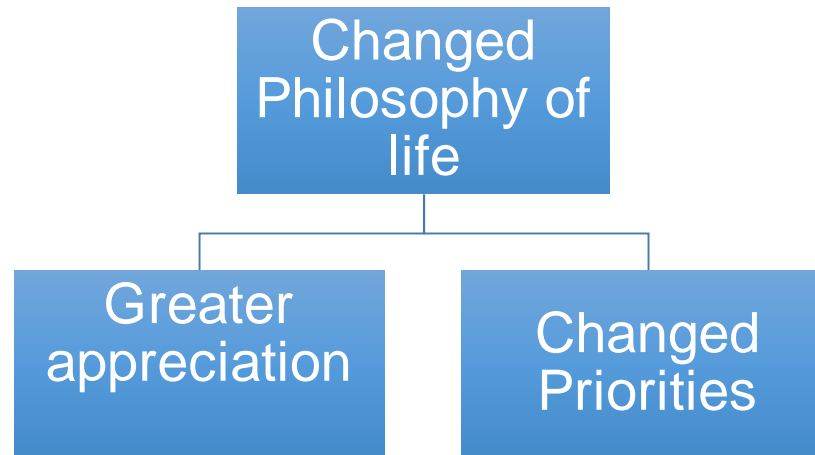 Changed
Philosophy of
life
Greater
appreciation
Changed
Priorities